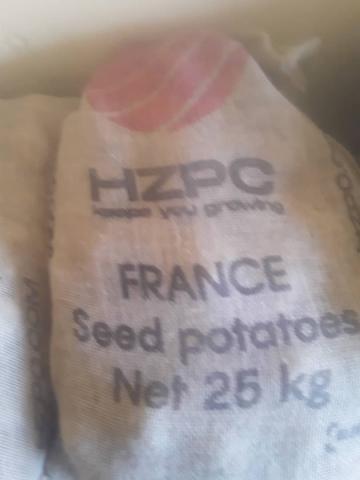 HZPC
keeps you growing
FRANCE
Seed potatoes
Net 25 kg